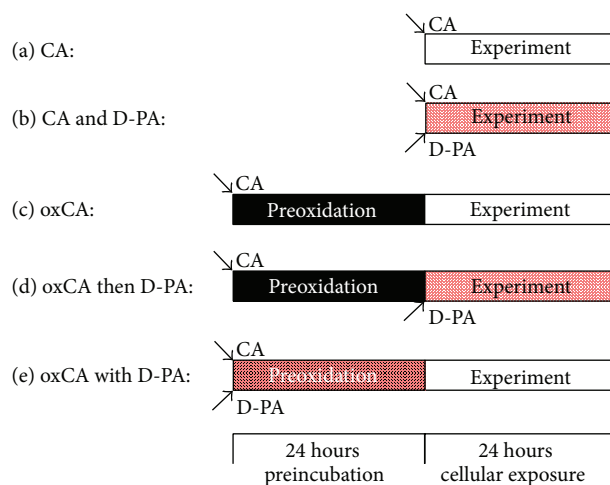 CA
(a) CA: Experiment
CA
(b) CA and D-PA: Experiment
D-PA
CA
(c) oxCA: Preoxidation Experiment
CA
(d) oxCA then D-PA: Preoxidation Experiment
D-PA
CA
(e) oxCA with D-PA: Preoxidation Experiment
D-PA
24 hours 24 hours
preincubation cellular exposure